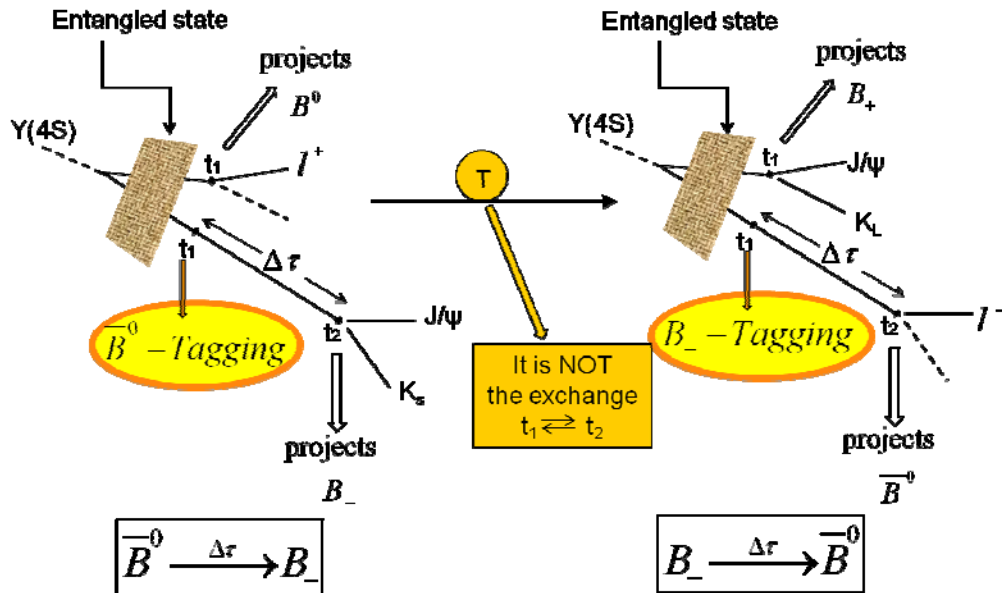 Entangled state
projects
B⁰
Υ(4S)
t₁
l⁺
t₁
Δτ
B̅⁰ – Tagging
t₂
J/ψ
Kₛ
projects
B₋
B̅⁰ Δτ→ B₋
T
It is NOT
the exchange
t₁ ⇄ t₂
Entangled state
projects
B₊
Υ(4S)
t₁
J/ψ
K_L
t₁
Δτ
B₋ – Tagging
t₂
l⁻
projects
B̅⁰
B₋ Δτ→ B̅⁰